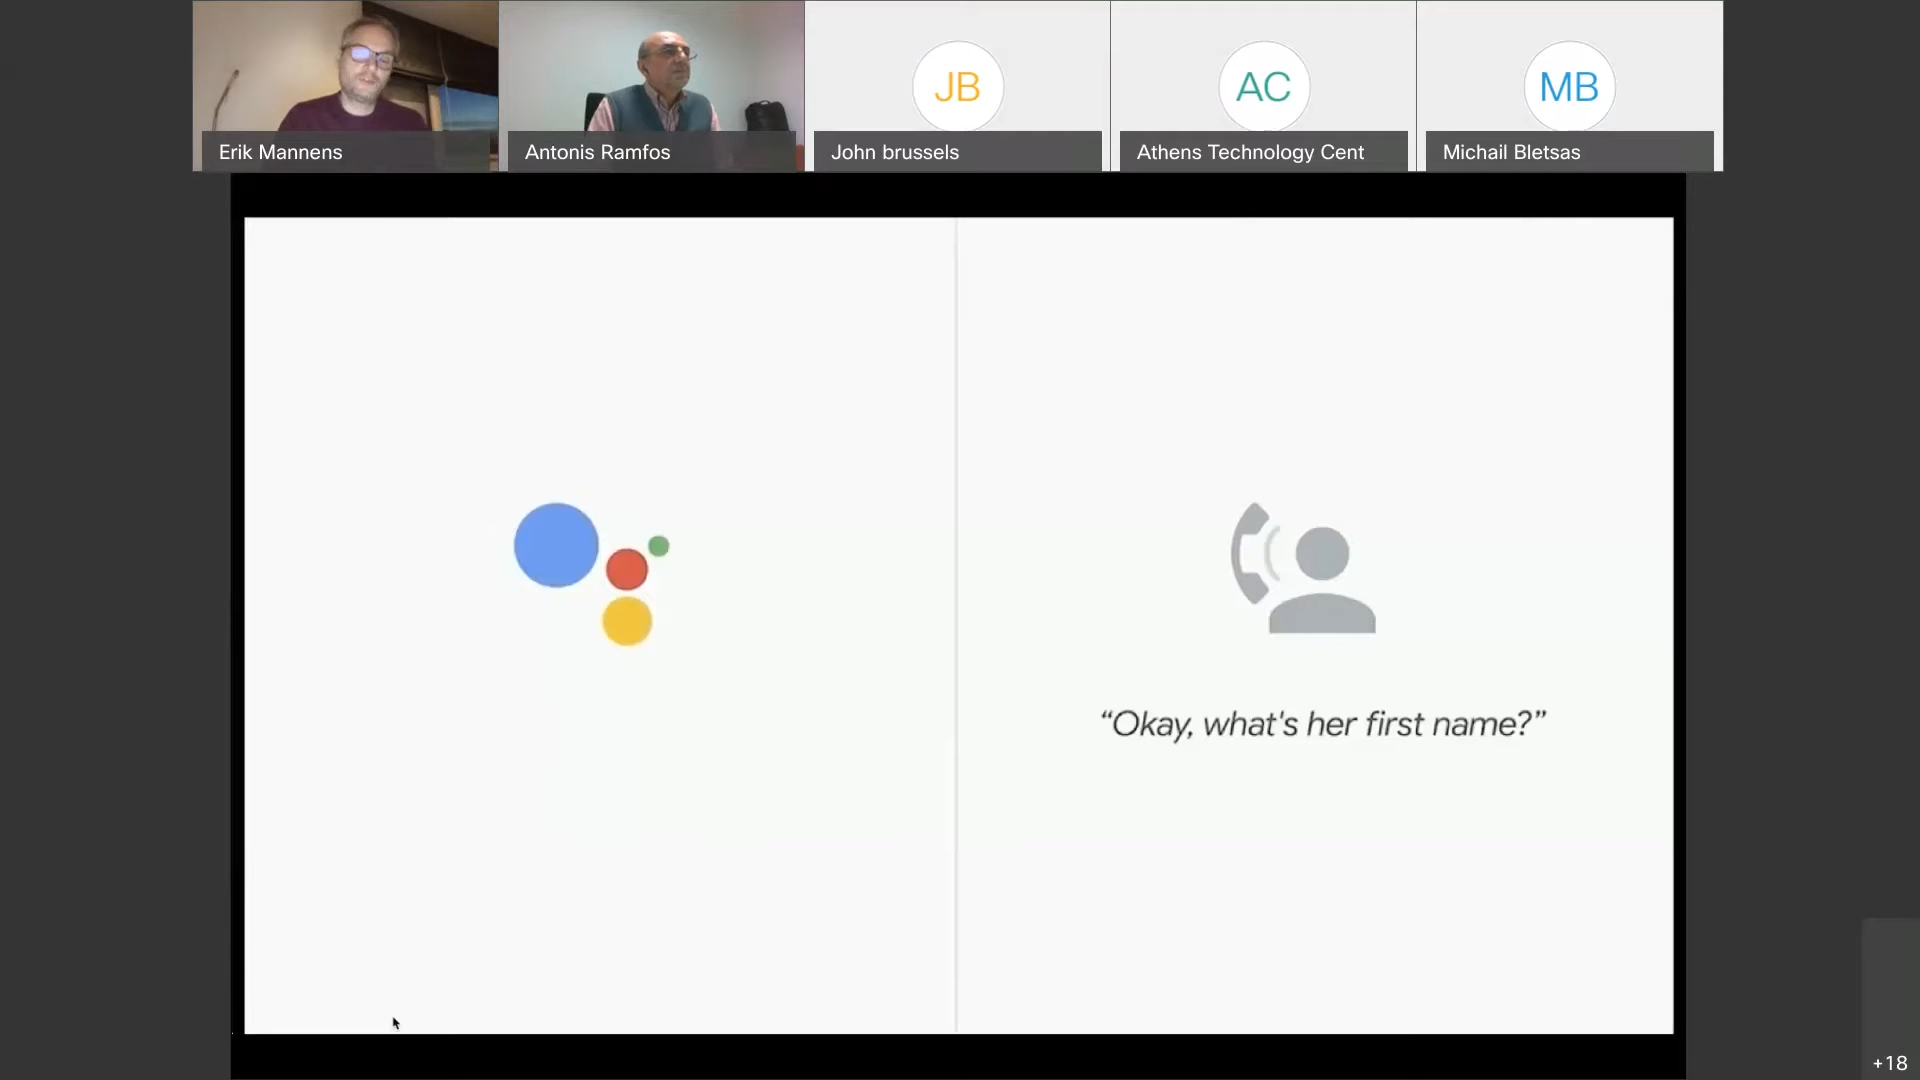 JB
AC
MB
Erik Mannens
Antonis Ramfos
John brussels
Athens Technology Cent
Michail Bletsas
“Okay, what's her first name?”
+18